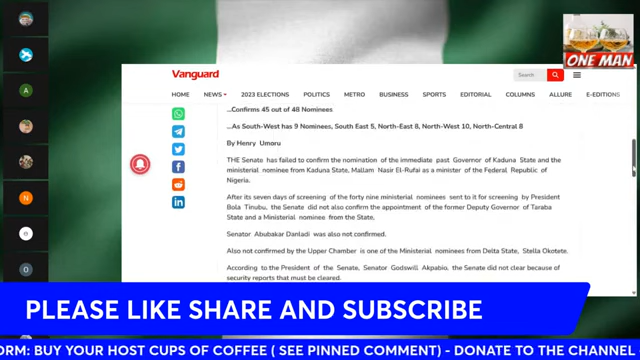 ONE MAN
Vanguard
Search
HOME NEWS 2023 ELECTIONS POLITICS METRO BUSINESS SPORTS EDITORIAL COLUMNS ALLURE E-EDITIONS
...Confirms 45 out of 48 Nominees
...As South-West has 9 Nominees, South East 5, North-East 8, North-West 10, North-Central 8
By Henry Umoru
THE Senate has failed to confirm the nomination of the immediate past Governor of Kaduna State and the
ministerial nominee from Kaduna State, Mallam Nasir El-Rufai as a minister of the Federal Republic of
Nigeria.
After its seven days of screening of the forty nine ministerial nominees sent to it for screening by President
Bola Tinubu, the Senate did not also confirm the appointment of the former Deputy Governor of Taraba
State and a Ministerial nominee from the State,
Senator Abubakar Danladi was also not confirmed.
Also not confirmed by the Upper Chamber is one of the Ministerial nominees from Delta State, Stella Okotete.
According to the President of the Senate, Senator Godswill Akpabio, the Senate did not clear because of
security reports that must be cleared.
A
N
e
O
PLEASE LIKE SHARE AND SUBSCRIBE
ORM: BUY YOUR HOST CUPS OF COFFEE ( SEE PINNED COMMENT) - DONATE TO THE CHANNEL